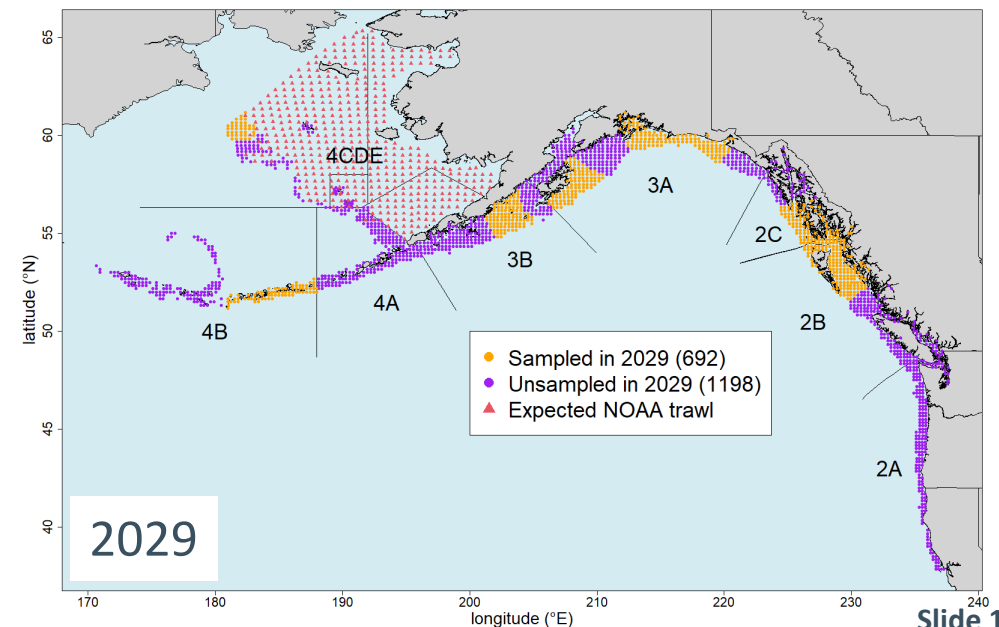 65
60
55
50
45
40
latitude (°N)
4CDE
3A
2C
3B
4A
2B
4B
2A
Sampled in 2029 (692)
Unsampled in 2029 (1198)
Expected NOAA trawl
2029
170
180
190
200
210
220
230
240
longitude (°E)
Slide 1